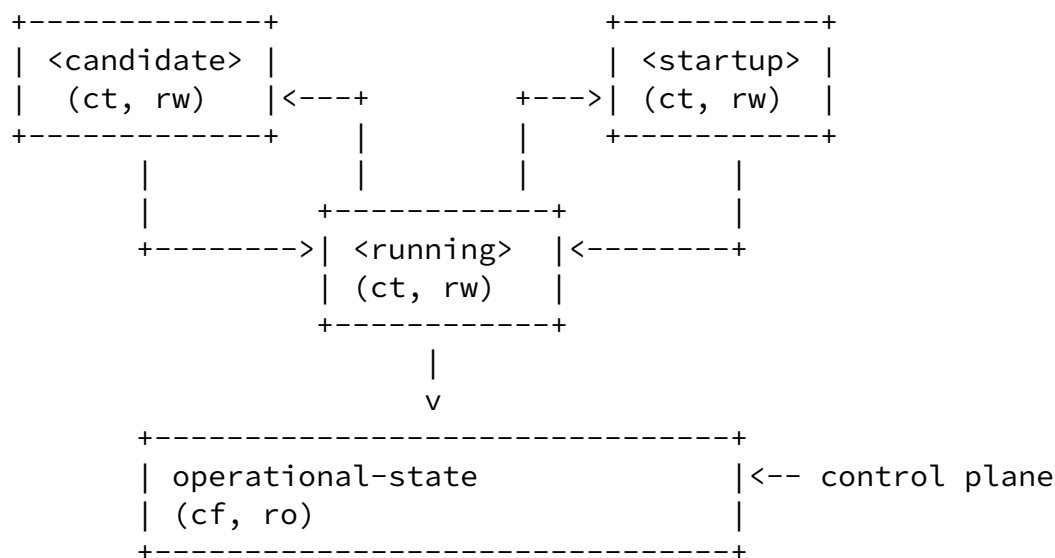 <candidate> <startup>
(ct, rw) (ct, rw)
<running>
(ct, rw)
operational-state control plane
(cf, ro)